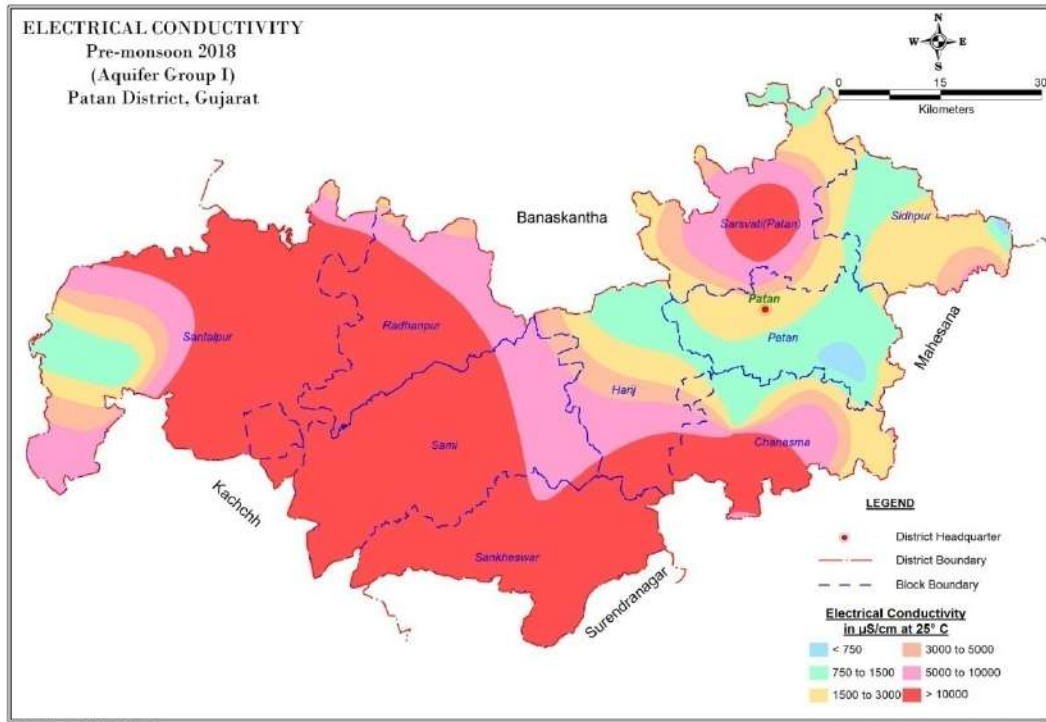 ELECTRICAL CONDUCTIVITY
Pre-monsoon 2018
(Aquifer Group I)
Patan District, Gujarat
N
W E
S
0 15 30
Kilometers
Banaskantha
Sarsvati(Patan)
Sidhpur
Patan
Santalpur
Radhanpur
Patan
Mahesana
Harij
Sami
Chanasma
Kachchh
Sankheswar
Surendranagar
LEGEND
District Headquarter
District Boundary
Block Boundary
Electrical Conductivity
in µS/cm at 25° C
< 750
3000 to 5000
750 to 1500
5000 to 10000
1500 to 3000
> 10000